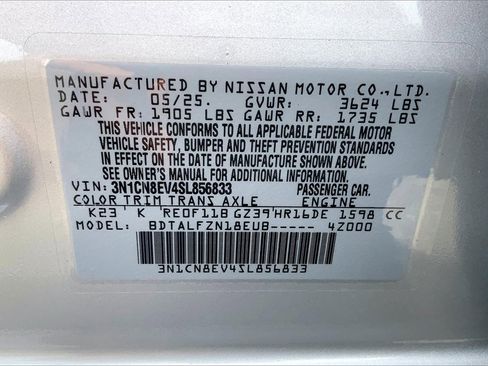 MANUFACTURED BY NISSAN MOTOR CO., LTD.
DATE: 05/25. GVWR: 3624 LBS
GAWR FR: 1905 LBS GAWR RR: 1735 LBS
THIS VEHICLE CONFORMS TO ALL APPLICABLE FEDERAL MOTOR
VEHICLE SAFETY, BUMPER AND THEFT PREVENTION STANDARDS
IN EFFECT ON THE DATE OF MANUFACTURE SHOWN ABOVE.
SEE OWNER'S MANUAL FOR ADDITIONAL INFORMATION.
VIN: 3N1CN8EV4SL856833 PASSENGER CAR.
COLOR TRIM TRANS AXLE ENGINE
K23 K RE0F11B GZ39 HR16DE 1598 CC
MODEL: BDTALFZN18EUB----- 4Z000
3N1CN8EV4SL856833